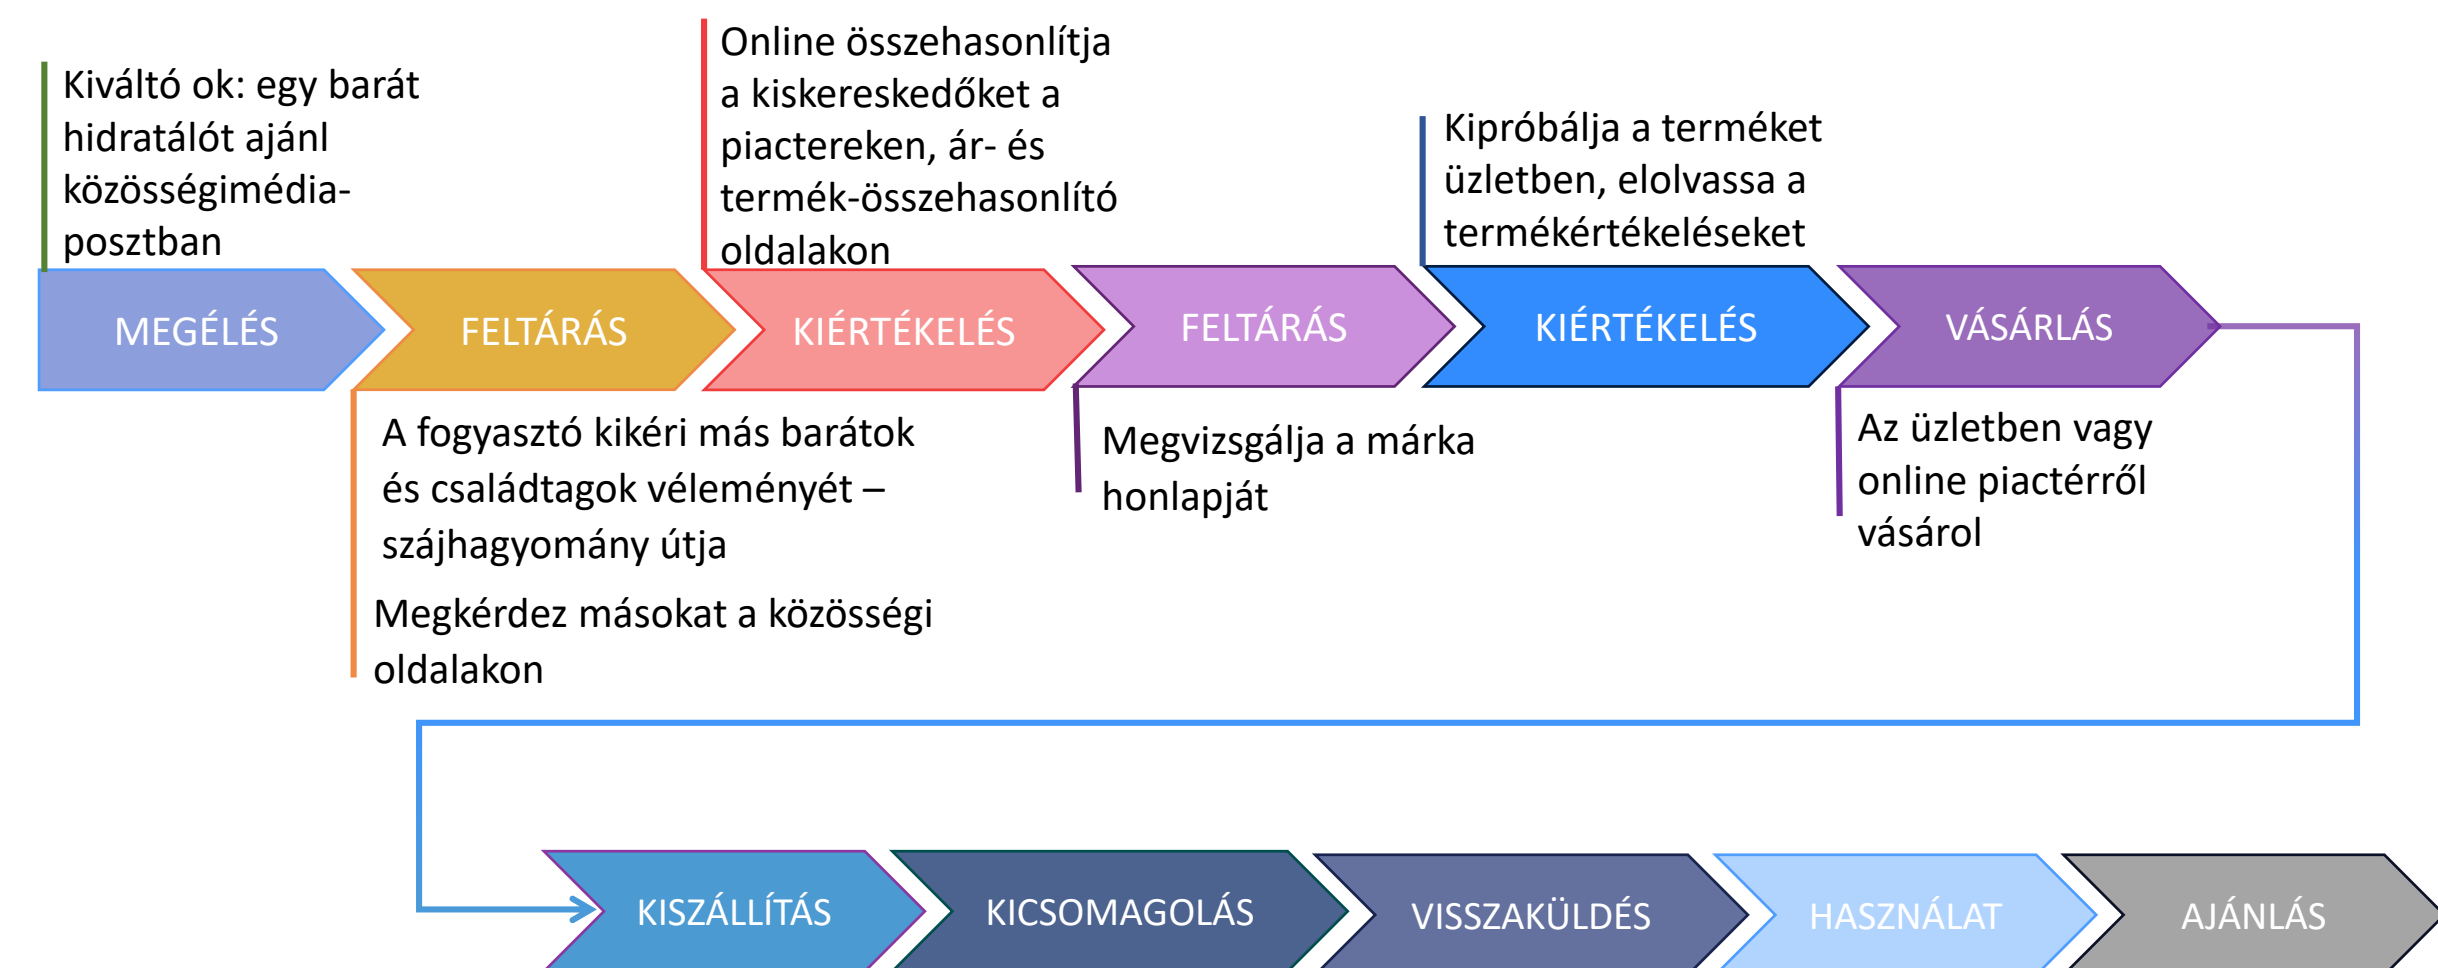 Kiváltó ok: egy barát
hidratálót ajánl
közösségimédia-
posztban
Online összehasonlítja
a kiskereskedőket a
piactereken, ár- és
termék-összehasonlító
oldalakon
Kipróbálja a terméket
üzletben, elolvassa a
termékértékeléseket
MEGÉLÉS
FELTÁRÁS
KIÉRTÉKELÉS
FELTÁRÁS
KIÉRTÉKELÉS
VÁSÁRLÁS
A fogyasztó kikéri más barátok
és családtagok véleményét –
szájhagyomány útja
Megkérdez másokat a közösségi
oldalakon
Megvizsgálja a márka
honlapját
Az üzletben vagy
online piactérről
vásárol
KISZÁLLÍTÁS
KICSOMAGOLÁS
VISSZAKÜLDÉS
HASZNÁLAT
AJÁNLÁS